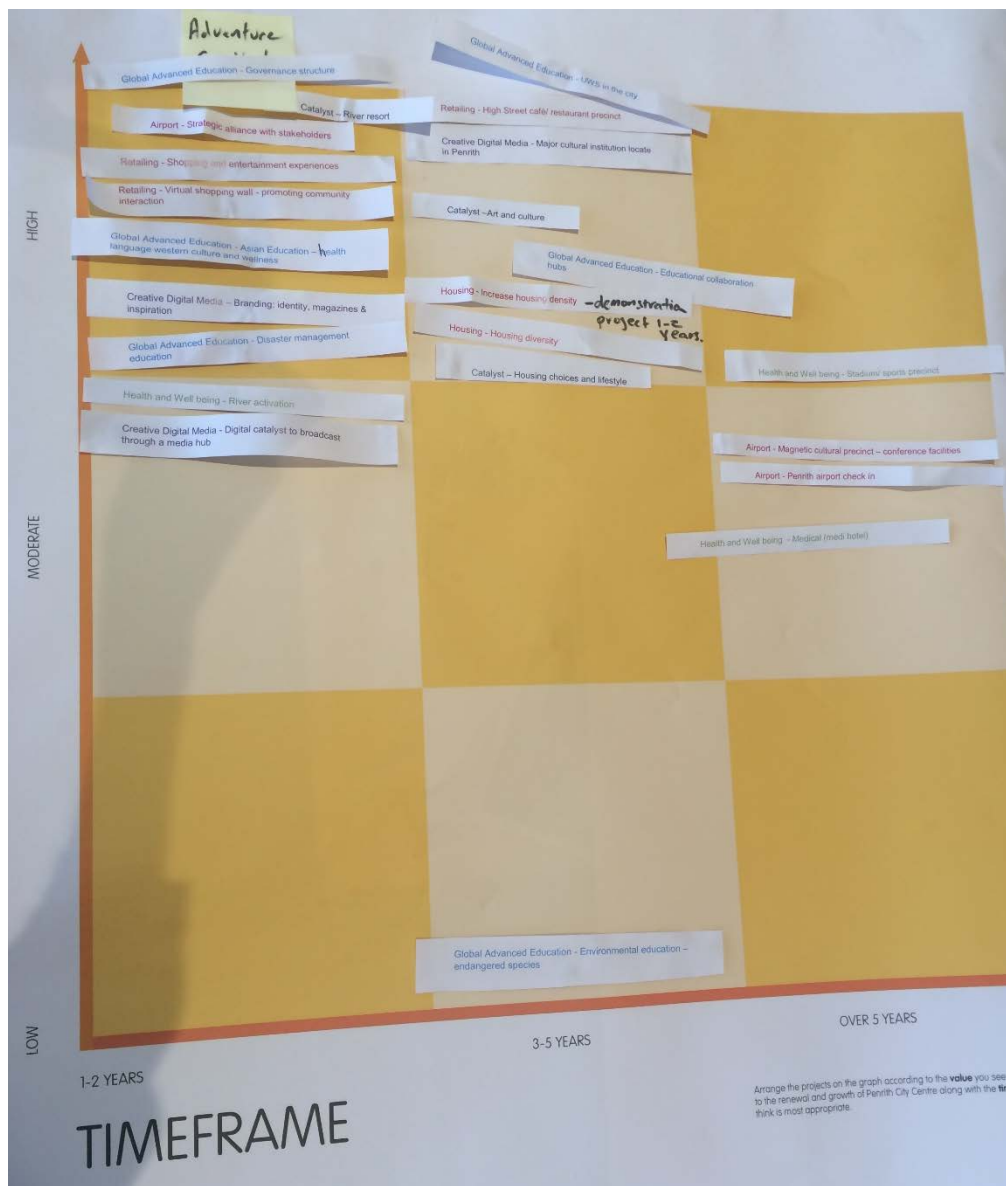 Adventure
Global Advanced Education - Governance structure
Global Advanced Education - UWS in the city
Catalyst – River resort
Retailing - High Street café/ restaurant precinct
Airport - Strategic alliance with stakeholders
Creative Digital Media - Major cultural institution locate
in Penrith
Retailing - Shopping and entertainment experiences
Retailing - Virtual shopping wall - promoting community
interaction
Catalyst –Art and culture
HIGH
Global Advanced Education - Asian Education – health
language western culture and wellness
Global Advanced Education - Educational collaboration
hubs
Creative Digital Media – Branding: identity, magazines &
inspiration
Housing - Increase housing density -demonstration
project 1-2
years.
Housing - Housing diversity
Global Advanced Education - Disaster management
education
Catalyst – Housing choices and lifestyle
Health and Well being - Stadium/ sports precinct
Health and Well being - River activation
Creative Digital Media - Digital catalyst to broadcast
through a media hub
Airport - Magnetic cultural precinct – conference facilities
Airport - Penrith airport check in
MODERATE
Health and Well being - Medical (medi hotel)
Global Advanced Education - Environmental education –
endangered species
LOW
1-2 YEARS
3-5 YEARS
OVER 5 YEARS
TIMEFRAME
Arrange the projects on the graph according to the value you see
to the renewal and growth of Penrith City Centre along with the
think is most appropriate.